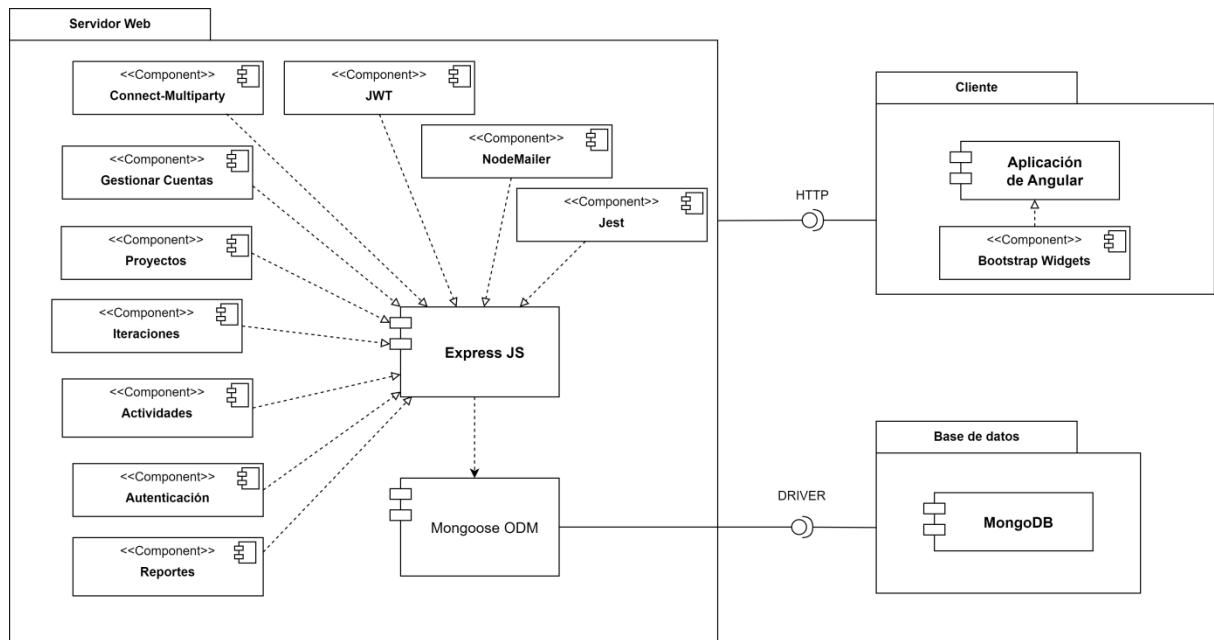 Servidor Web
<<Component>>
Connect-Multiparty
<<Component>>
JWT
<<Component>>
NodeMailer
<<Component>>
Gestionar Cuentas
<<Component>>
Jest
<<Component>>
Proyectos
<<Component>>
Iteraciones
Express JS
<<Component>>
Actividades
<<Component>>
Autenticación
Mongoose ODM
<<Component>>
Reportes
HTTP
Cliente
Aplicación
de Angular
<<Component>>
Bootstrap Widgets
DRIVER
Base de datos
MongoDB